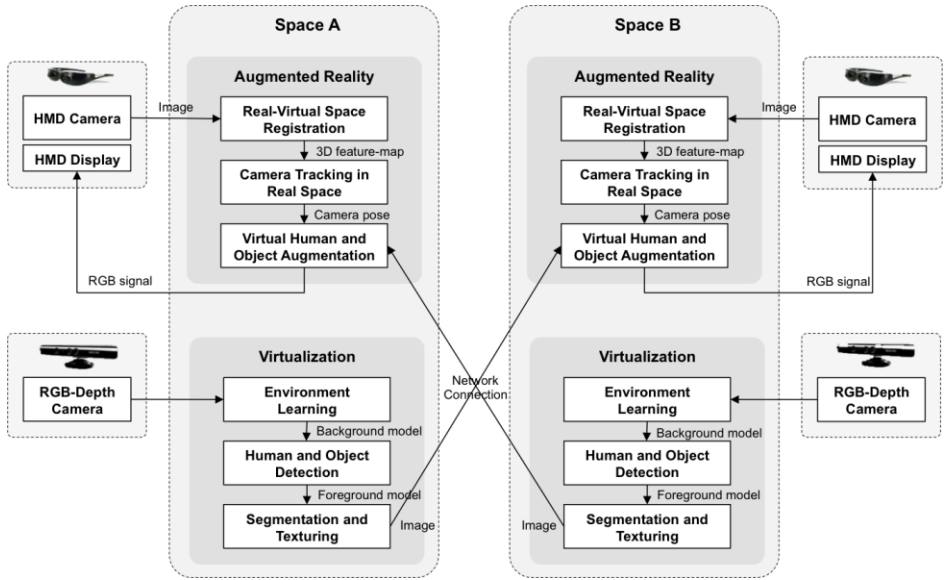 Space A
Space B
Augmented Reality
Augmented Reality
HMD Camera
Image
Real-Virtual Space
Registration
Real-Virtual Space
Registration
Image
HMD Camera
HMD Display
3D feature-map
3D feature-map
HMD Display
Camera Tracking in
Real Space
Camera Tracking in
Real Space
Camera pose
Camera pose
Virtual Human and
Object Augmentation
Virtual Human and
Object Augmentation
RGB signal
RGB signal
Virtualization
Virtualization
Network
Connection
RGB-Depth
Camera
Environment
Learning
Environment
Learning
RGB-Depth
Camera
Background model
Background model
Human and Object
Detection
Human and Object
Detection
Foreground model
Foreground model
Segmentation and
Texturing
Image
Image
Segmentation and
Texturing